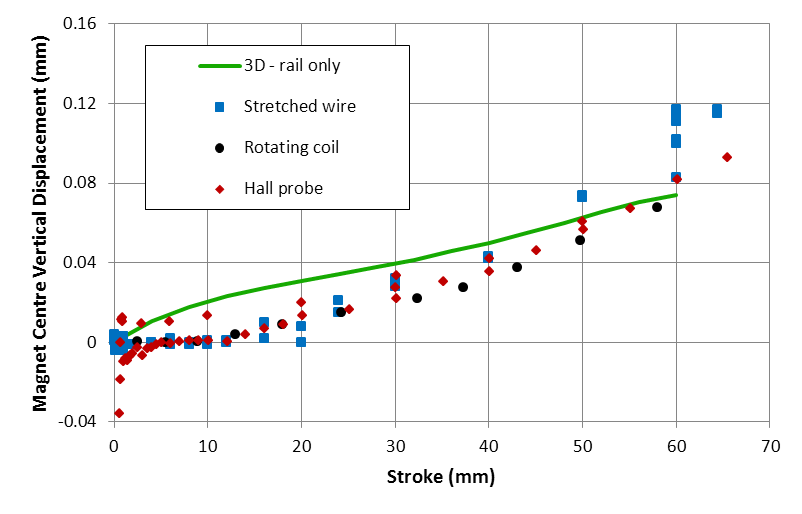 0.16
0.12
0.08
0.04
0
-0.04
Magnet Centre Vertical Displacement (mm)
3D - rail only
Stretched wire
Rotating coil
Hall probe
0 10 20 30 40 50 60 70
Stroke (mm)